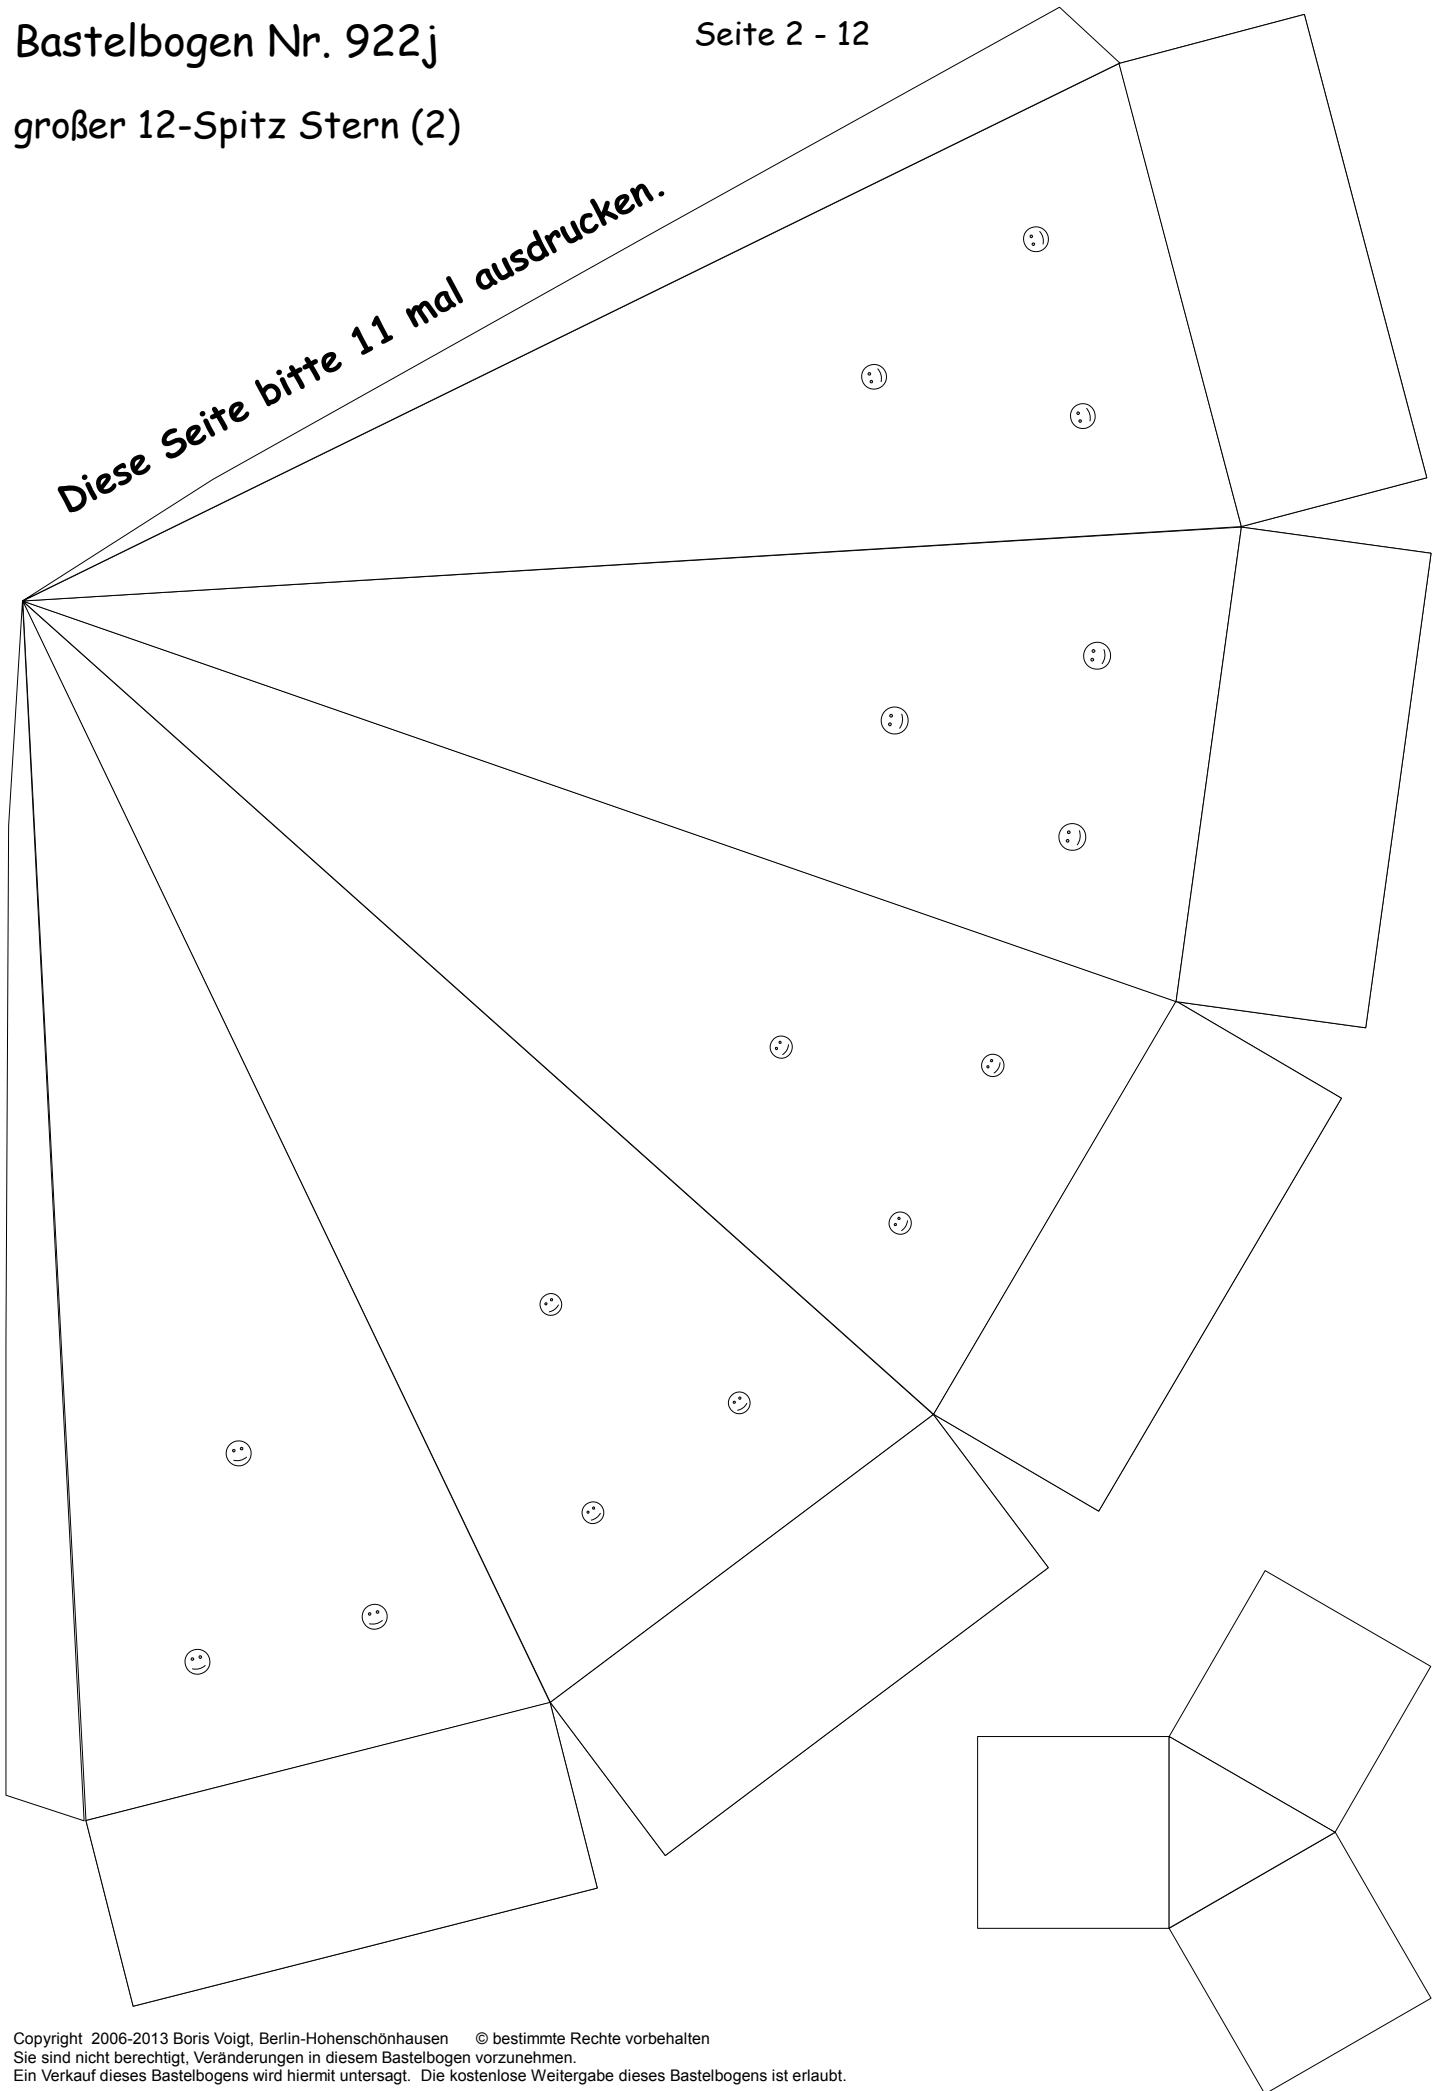 Bastelbogen Nr. 922j
Seite 2 - 12
großer 12-Spitz Stern (2)
Diese Seite bitte 11 mal ausdrucken.
Copyright  2006-2013 Boris Voigt, Berlin-Hohenschönhausen      © bestimmte Rechte vorbehalten
Sie sind nicht berechtigt, Veränderungen in diesem Bastelbogen vorzunehmen.
Ein Verkauf dieses Bastelbogens wird hiermit untersagt.  Die kostenlose Weitergabe dieses Bastelbogens ist erlaubt.